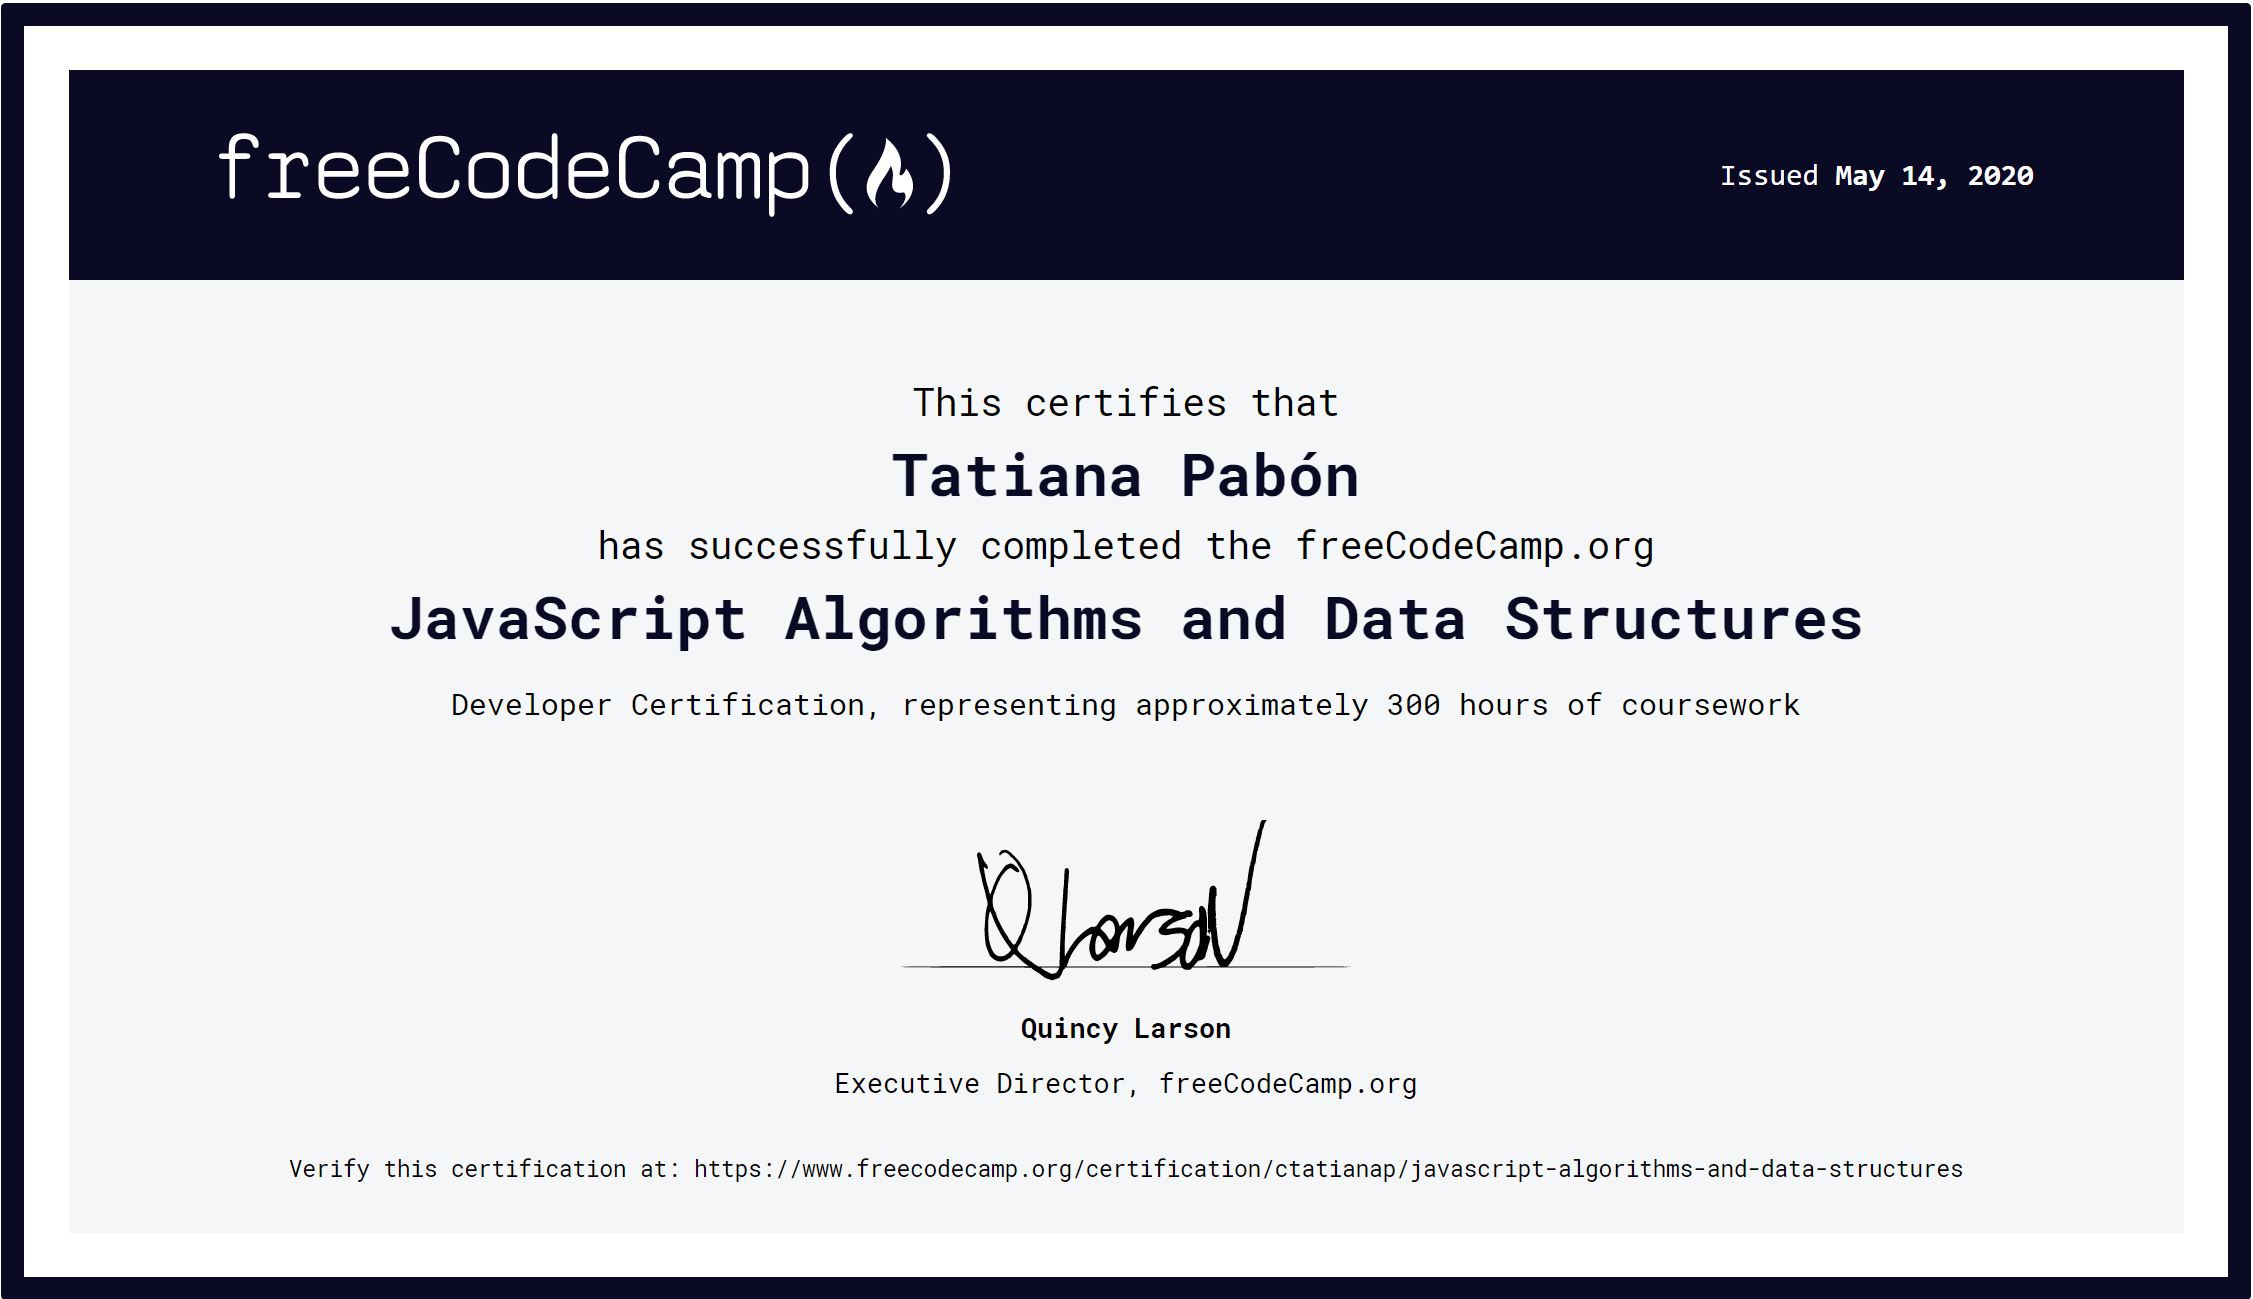 freeCodeCamp(🔥)
Issued May 14, 2020
This certifies that
Tatiana Pabón
has successfully completed the freeCodeCamp.org
JavaScript Algorithms and Data Structures
Developer Certification, representing approximately 300 hours of coursework
Q Larson
Quincy Larson
Executive Director, freeCodeCamp.org
Verify this certification at: https://www.freecodecamp.org/certification/ctatianap/javascript-algorithms-and-data-structures